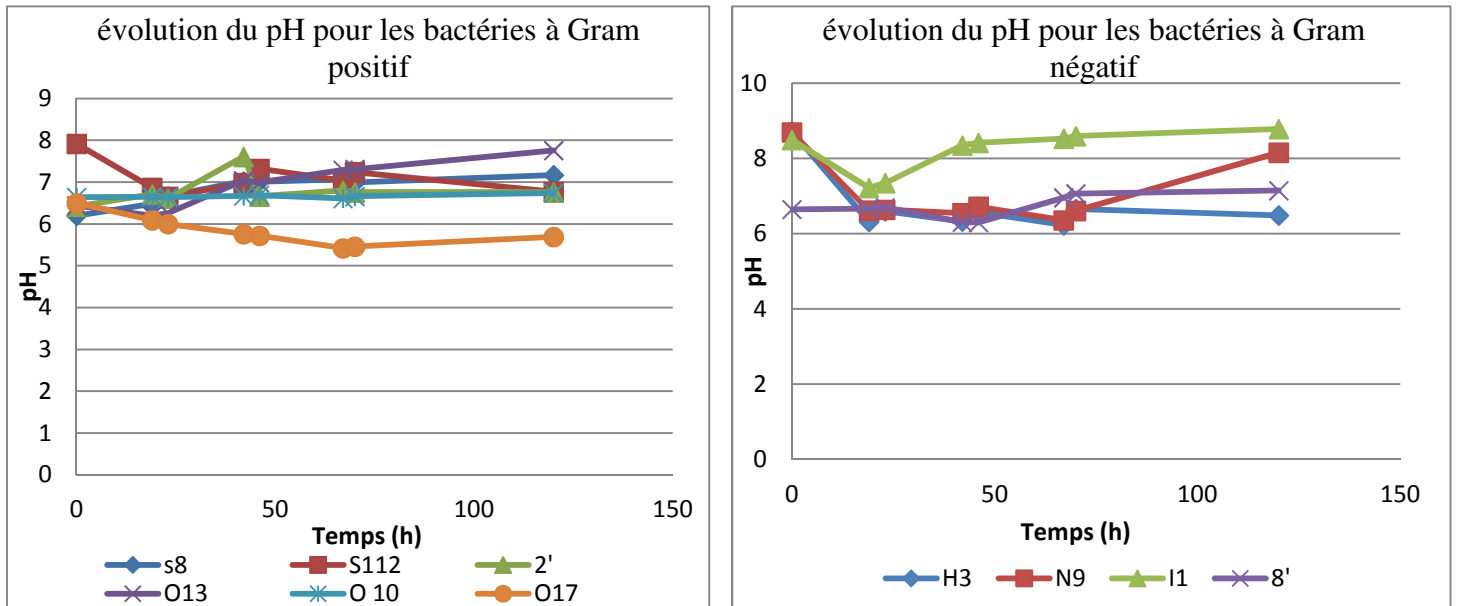 évolution du pH pour les bactéries à Gram
positif
9
8
7
6
5
4
3
2
1
0
pH
0 50 100 150
Temps (h)
s8 S112 2'
O13 O 10 O17
évolution du pH pour les bactéries à Gram
négatif
10
8
6
4
2
0
pH
0 50 100 150
Temps (h)
H3 N9 I1 8'